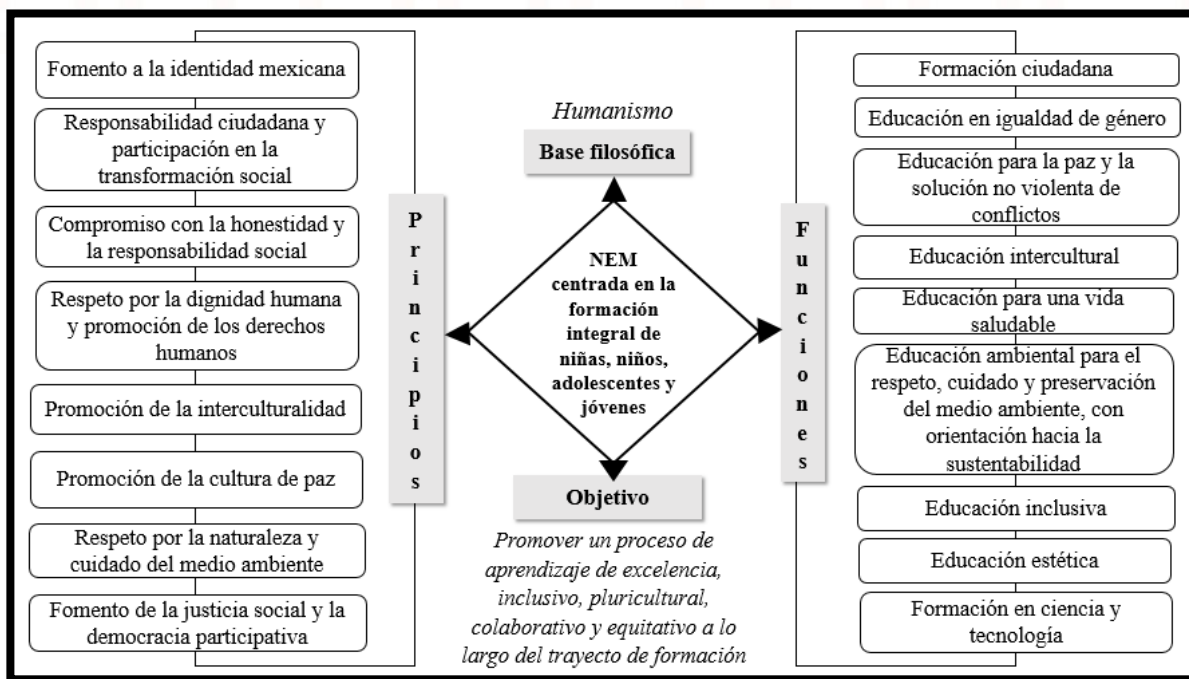 Fomento a la identidad mexicana
Responsabilidad ciudadana y
participación en la
transformación social
Compromiso con la honestidad y
la responsabilidad social
Respeto por la dignidad humana
y promoción de los derechos
humanos
Promoción de la interculturalidad
Promoción de la cultura de paz
Respeto por la naturaleza y
cuidado del medio ambiente
Fomento de la justicia social y la
democracia participativa
Principios
Humanismo
Base filosófica
NEM
centrada en la
formación
integral de
niñas, niños,
adolescentes y
jóvenes
Objetivo
Promover un proceso de
aprendizaje de excelencia,
inclusivo, pluricultural,
colaborativo y equitativo a lo
largo del trayecto de formación
Funciones
Formación ciudadana
Educación en igualdad de género
Educación para la paz y la
solución no violenta de
conflictos
Educación intercultural
Educación para una vida
saludable
Educación ambiental para el
respeto, cuidado y preservación
del medio ambiente, con
orientación hacia la
sustentabilidad
Educación inclusiva
Educación estética
Formación en ciencia y
tecnología